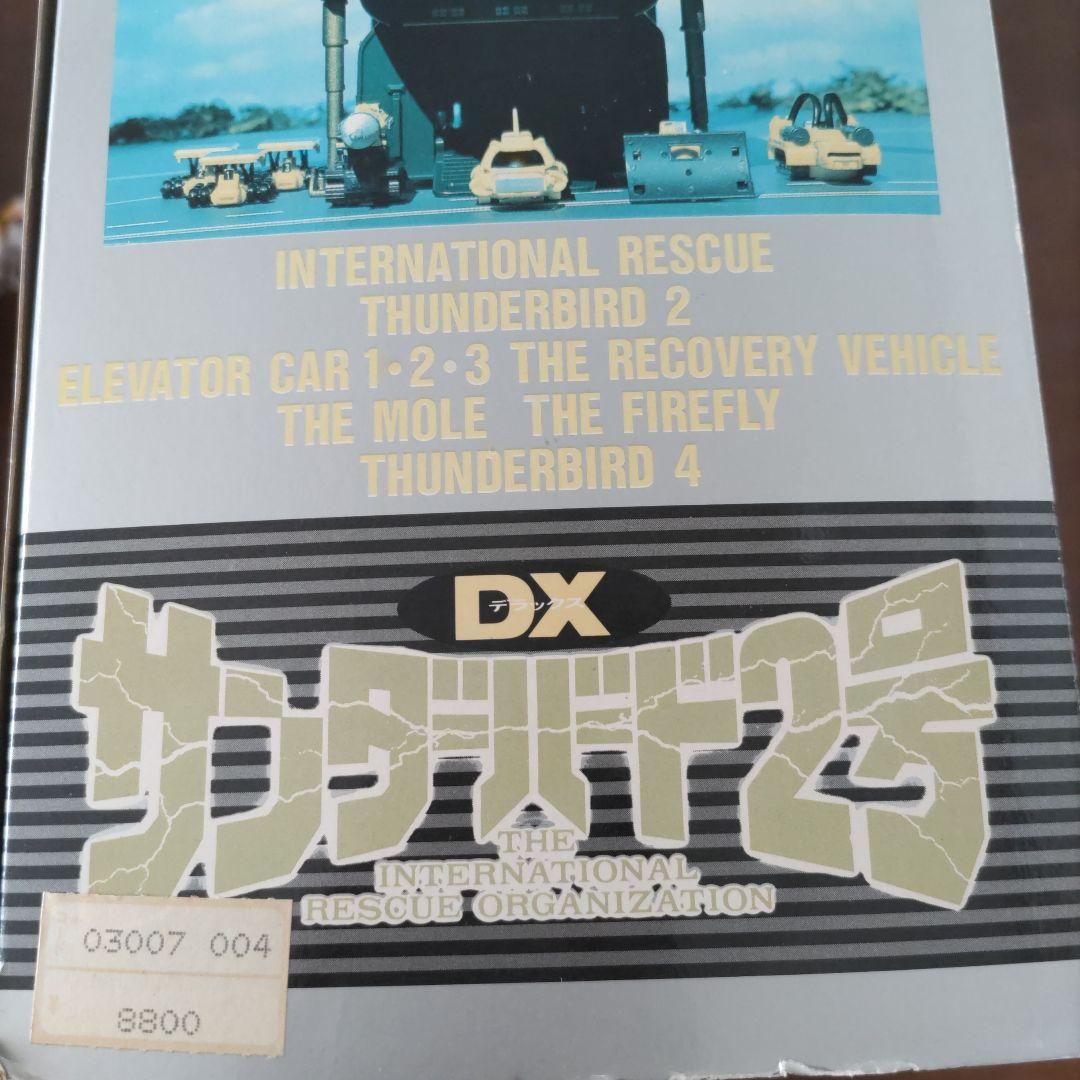 INTERNATIONAL RESCUE
THUNDERBIRD 2
ELEVATOR CAR 1・2・3 THE RECOVERY VEHICLE
THE MOLE THE FIREFLY
THUNDERBIRD 4
DX
デラックス
サンダーバード2号
THE
INTERNATIONAL
RESCUE ORGANIZATION
03007 004
¥
8800